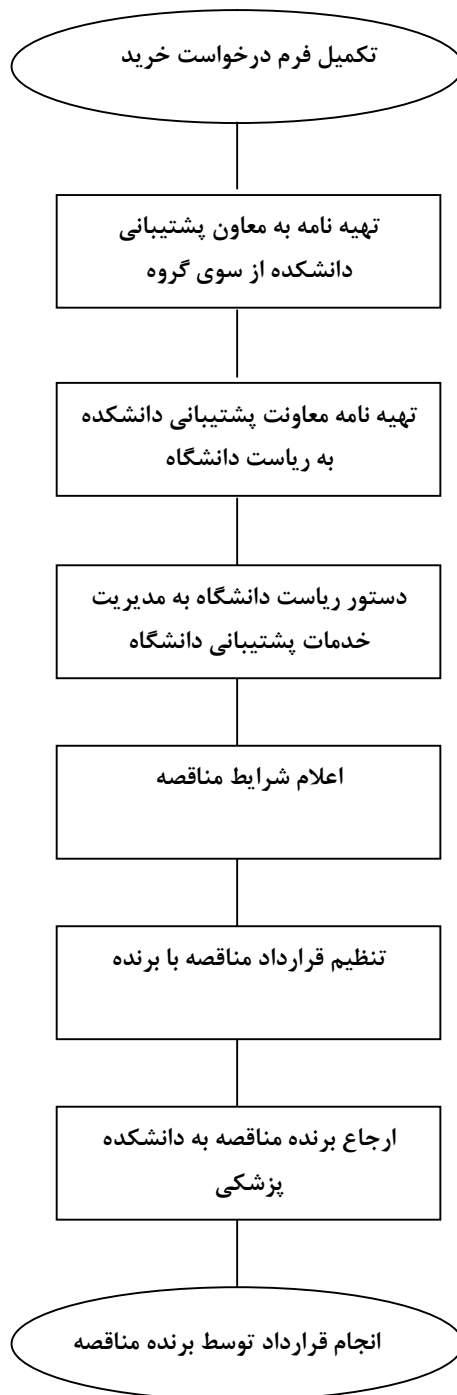 تکمیل فرم درخواست خرید
تهیه نامه به معاون پشتیبانی
دانشکده از سوی گروه
تهیه نامه معاونت پشتیبانی دانشکده
به ریاست دانشگاه
دستور ریاست دانشگاه به مدیریت
خدمات پشتیبانی دانشگاه
اعلام شرایط مناقصه
تنظیم قرارداد مناقصه با برنده
ارجاع برنده مناقصه به دانشکده
پزشکی
انجام قرارداد توسط برنده مناقصه